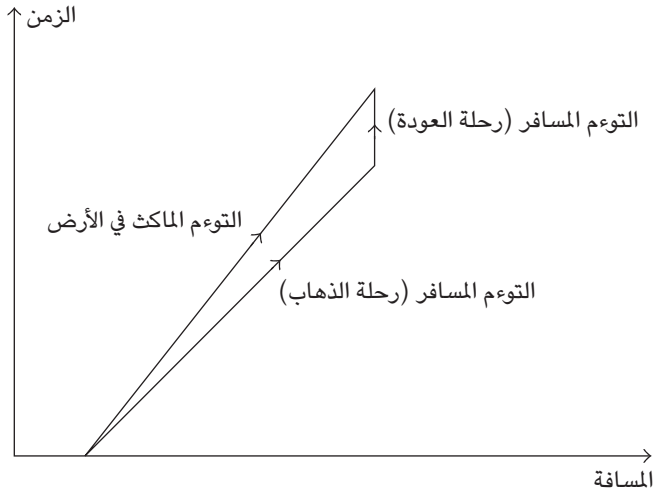 الزمن
التوءم المسافر (رحلة العودة)
التوءم الماكث في الأرض
التوءم المسافر (رحلة الذهاب)
المسافة